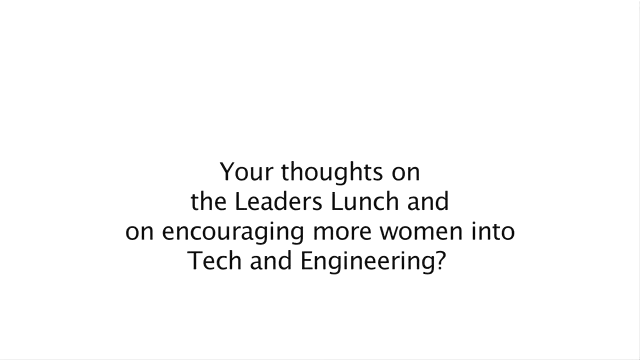 Your thoughts on
the Leaders Lunch and
on encouraging more women into
Tech and Engineering?